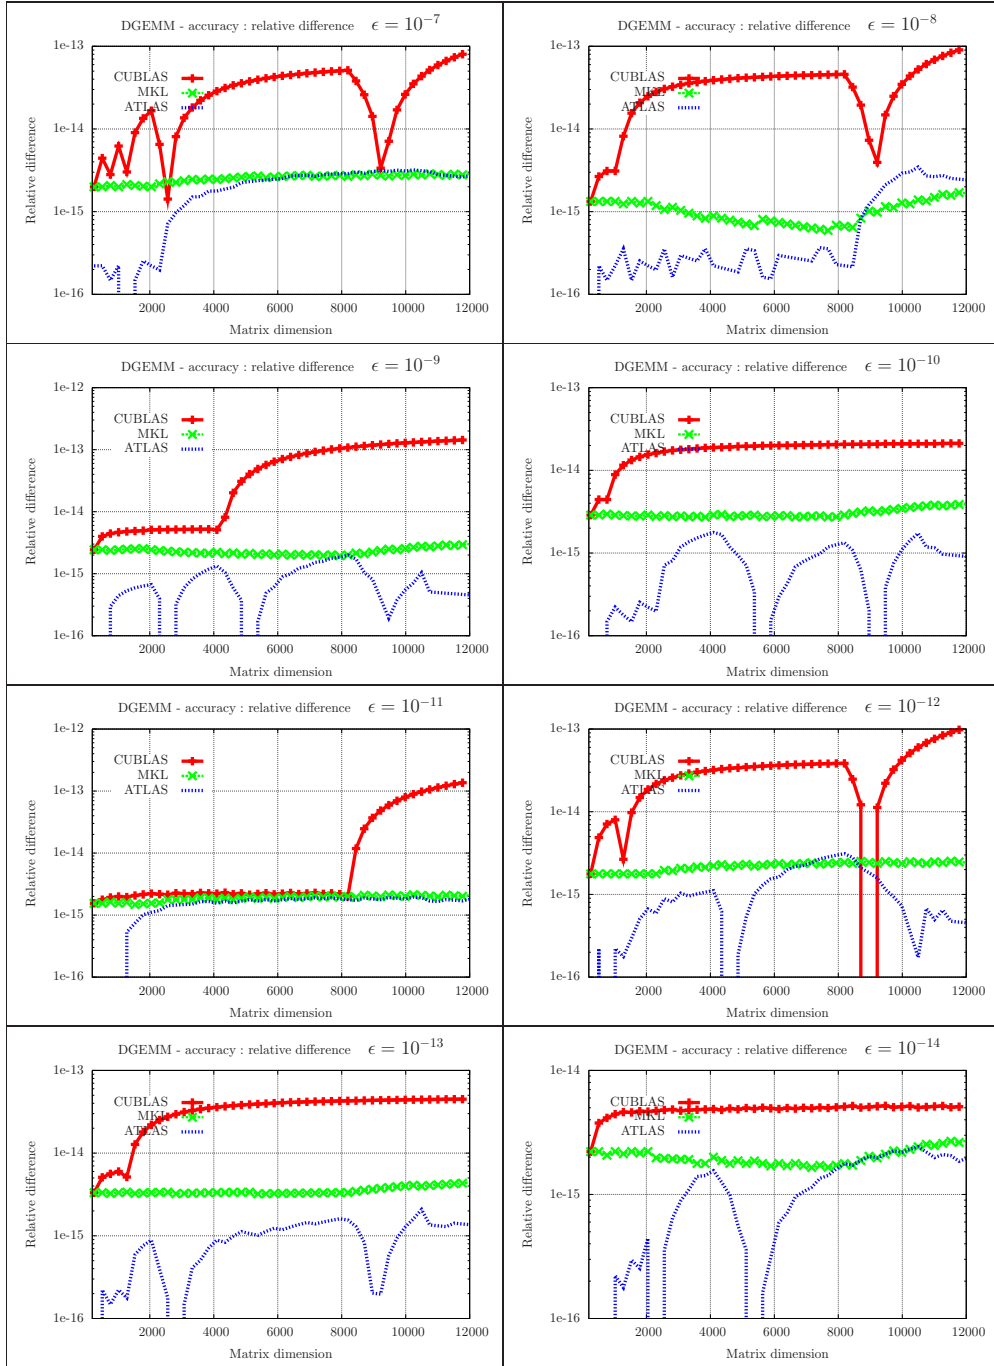 DGEMM - accuracy : relative difference ϵ = 10⁻⁷
1e-13
CUBLAS
MKL
ATLAS
1e-14
1e-15
1e-16
Relative difference
2000 4000 6000 8000 10000 12000
Matrix dimension
DGEMM - accuracy : relative difference ϵ = 10⁻⁸
1e-13
CUBLAS
MKL
ATLAS
1e-14
1e-15
1e-16
Relative difference
2000 4000 6000 8000 10000 12000
Matrix dimension
DGEMM - accuracy : relative difference ϵ = 10⁻⁹
1e-12
CUBLAS
MKL
ATLAS
1e-13
1e-14
1e-15
1e-16
Relative difference
2000 4000 6000 8000 10000 12000
Matrix dimension
DGEMM - accuracy : relative difference ϵ = 10⁻¹⁰
1e-13
CUBLAS
MKL
ATLAS
1e-14
1e-15
1e-16
Relative difference
2000 4000 6000 8000 10000 12000
Matrix dimension
DGEMM - accuracy : relative difference ϵ = 10⁻¹¹
1e-12
CUBLAS
MKL
ATLAS
1e-13
1e-14
1e-15
1e-16
Relative difference
2000 4000 6000 8000 10000 12000
Matrix dimension
DGEMM - accuracy : relative difference ϵ = 10⁻¹²
1e-13
CUBLAS
MKL
ATLAS
1e-14
1e-15
1e-16
Relative difference
2000 4000 6000 8000 10000 12000
Matrix dimension
DGEMM - accuracy : relative difference ϵ = 10⁻¹³
1e-13
CUBLAS
MKL
ATLAS
1e-14
1e-15
1e-16
Relative difference
2000 4000 6000 8000 10000 12000
Matrix dimension
DGEMM - accuracy : relative difference ϵ = 10⁻¹⁴
1e-14
CUBLAS
MKL
ATLAS
1e-15
1e-16
Relative difference
2000 4000 6000 8000 10000 12000
Matrix dimension